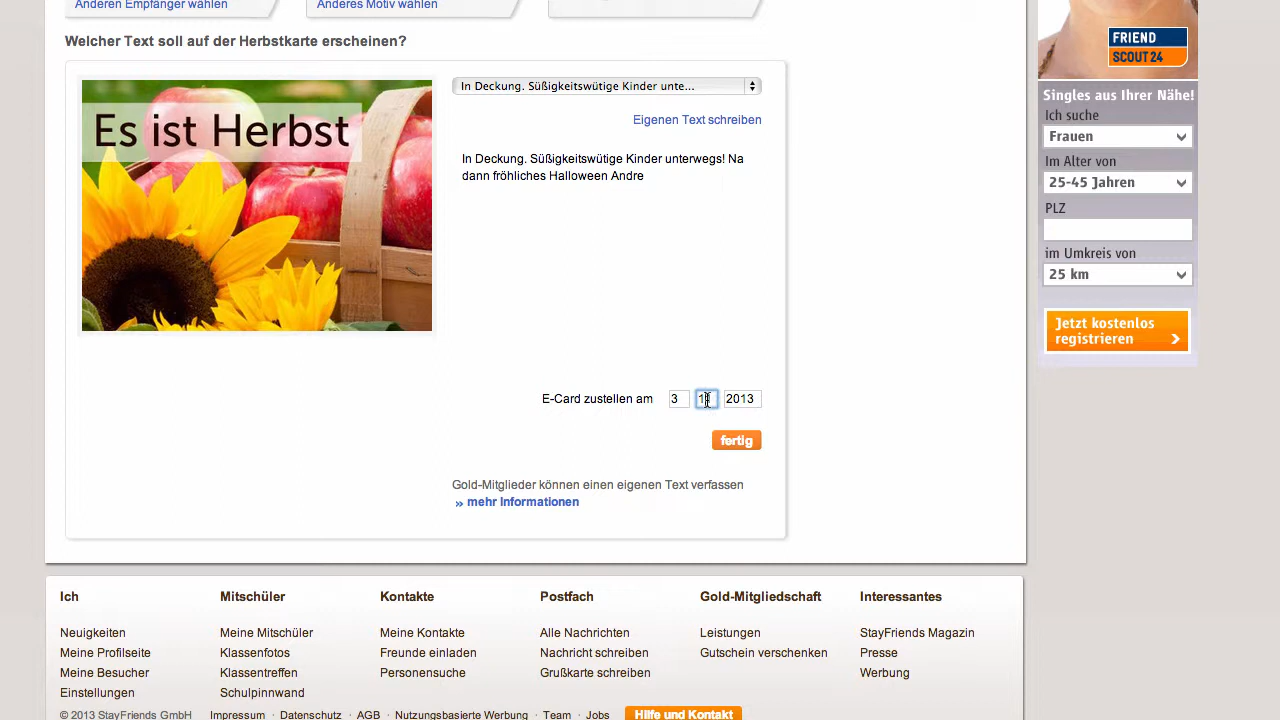 Anderen Empfänger wählen
Anderes Motiv wählen
Welcher Text soll auf der Herbstkarte erscheinen?
Es ist Herbst
In Deckung. Süßigkeitswütige Kinder unte...
Eigenen Text schreiben
In Deckung. Süßigkeitswütige Kinder unterwegs! Na
dann fröhliches Halloween Andre
E-Card zustellen am 3 2013
fertig
Gold-Mitglieder können einen eigenen Text verfassen
» mehr Informationen
FRIEND
SCOUT 24
Singles aus Ihrer Nähe!
Ich suche
Frauen
Im Alter von
25-45 Jahren
PLZ
im Umkreis von
25 km
Jetzt kostenlos
registrieren
Ich Mitschüler Kontakte Postfach Gold-Mitgliedschaft Interessantes
Neuigkeiten Meine Mitschüler Meine Kontakte Alle Nachrichten Leistungen StayFriends Magazin
Meine Profilseite Klassenfotos Freunde einladen Nachricht schreiben Gutschein verschenken Presse
Meine Besucher Klassentreffen Personensuche Grußkarte schreiben Werbung
Einstellungen Schulpinnwand
© 2013 StayFriends GmbH Impressum · Datenschutz · AGB · Nutzungsbasierte Werbung · Team · Jobs Hilfe und Kontakt